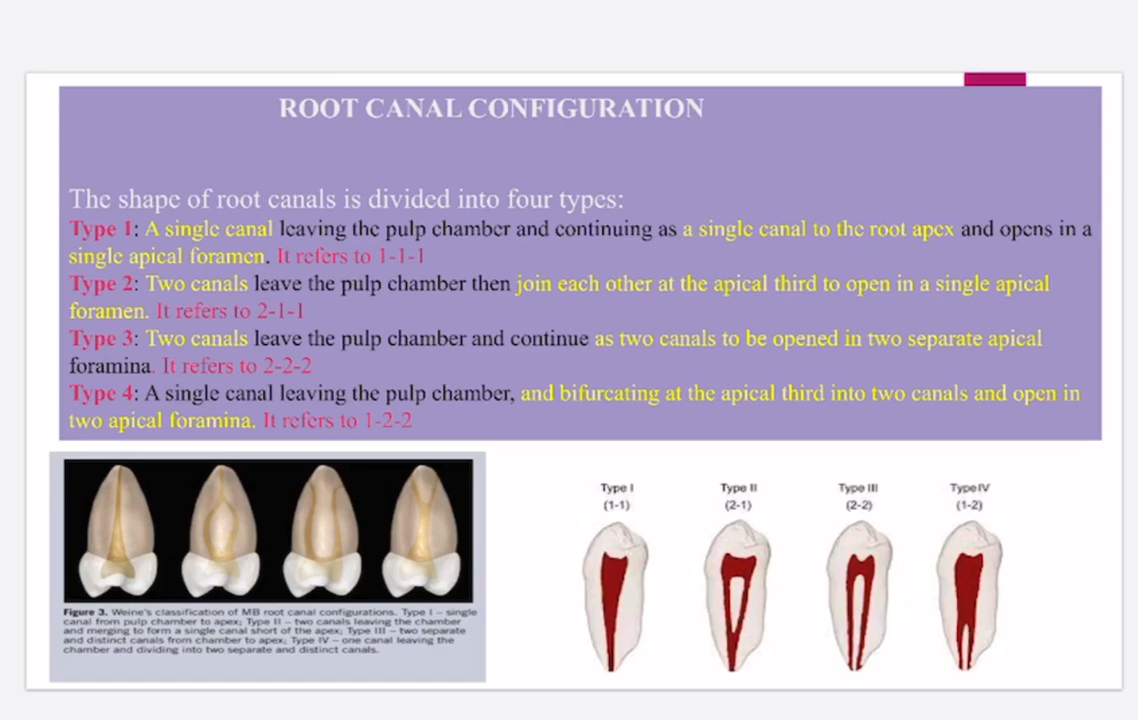 ROOT CANAL CONFIGURATION
The shape of root canals is divided into four types:
Type 1: A single canal leaving the pulp chamber and continuing as a single canal to the root apex and opens in a
single apical foramen. It refers to 1-1-1
Type 2: Two canals leave the pulp chamber then join each other at the apical third to open in a single apical
foramen. It refers to 2-1-1
Type 3: Two canals leave the pulp chamber and continue as two canals to be opened in two separate apical
foramina. It refers to 2-2-2
Type 4: A single canal leaving the pulp chamber, and bifurcating at the apical third into two canals and open in
two apical foramina. It refers to 1-2-2
Figure 3. Weine's classification of MB root canal configurations. Type I – single
canal from pulp chamber to apex; Type II – two canals leaving the chamber
and merging to form a single canal short of the apex; Type III – two separate
and distinct canals from chamber to apex; Type IV – one canal leaving the
chamber and dividing into two separate and distinct canals.
Type I Type II Type III Type IV
(1-1) (2-1) (2-2) (1-2)